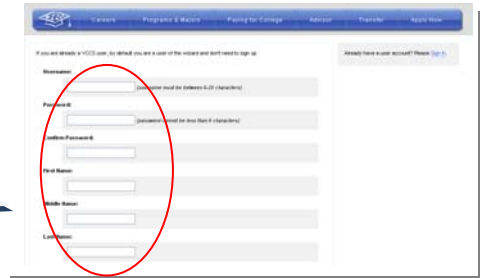 Careers Programs & Majors Paying for College Advisor Transfer Apply Now
If you are already a VCCS user, by default you are a user of the wizard and don't need to sign up.
Already have a user account? Please Sign In.
Username:
(username must be between 6-20 characters)
Password:
(password cannot be less than 6 characters)
Confirm Password:
First Name:
Middle Name:
Last Name: